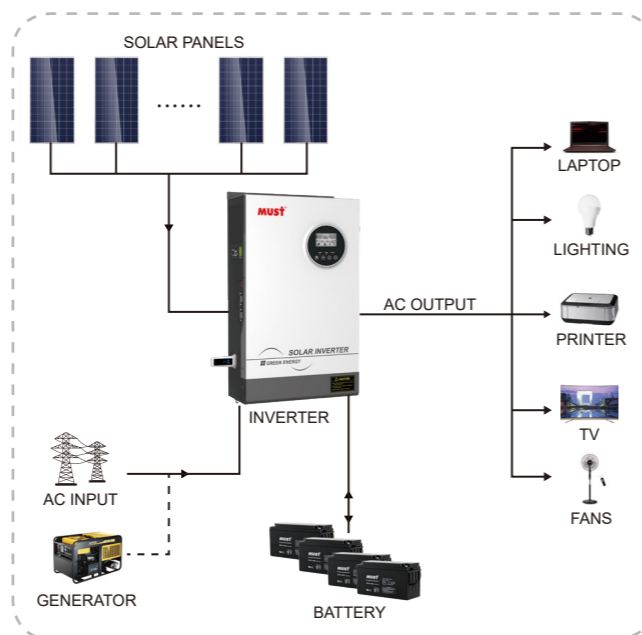 SOLAR PANELS
LAPTOP
MUST
LIGHTING
AC OUTPUT
PRINTER
SOLAR INVERTER
GREEN ENERGY
INVERTER
TV
AC INPUT
FANS
MUST
MUST
GENERATOR
BATTERY